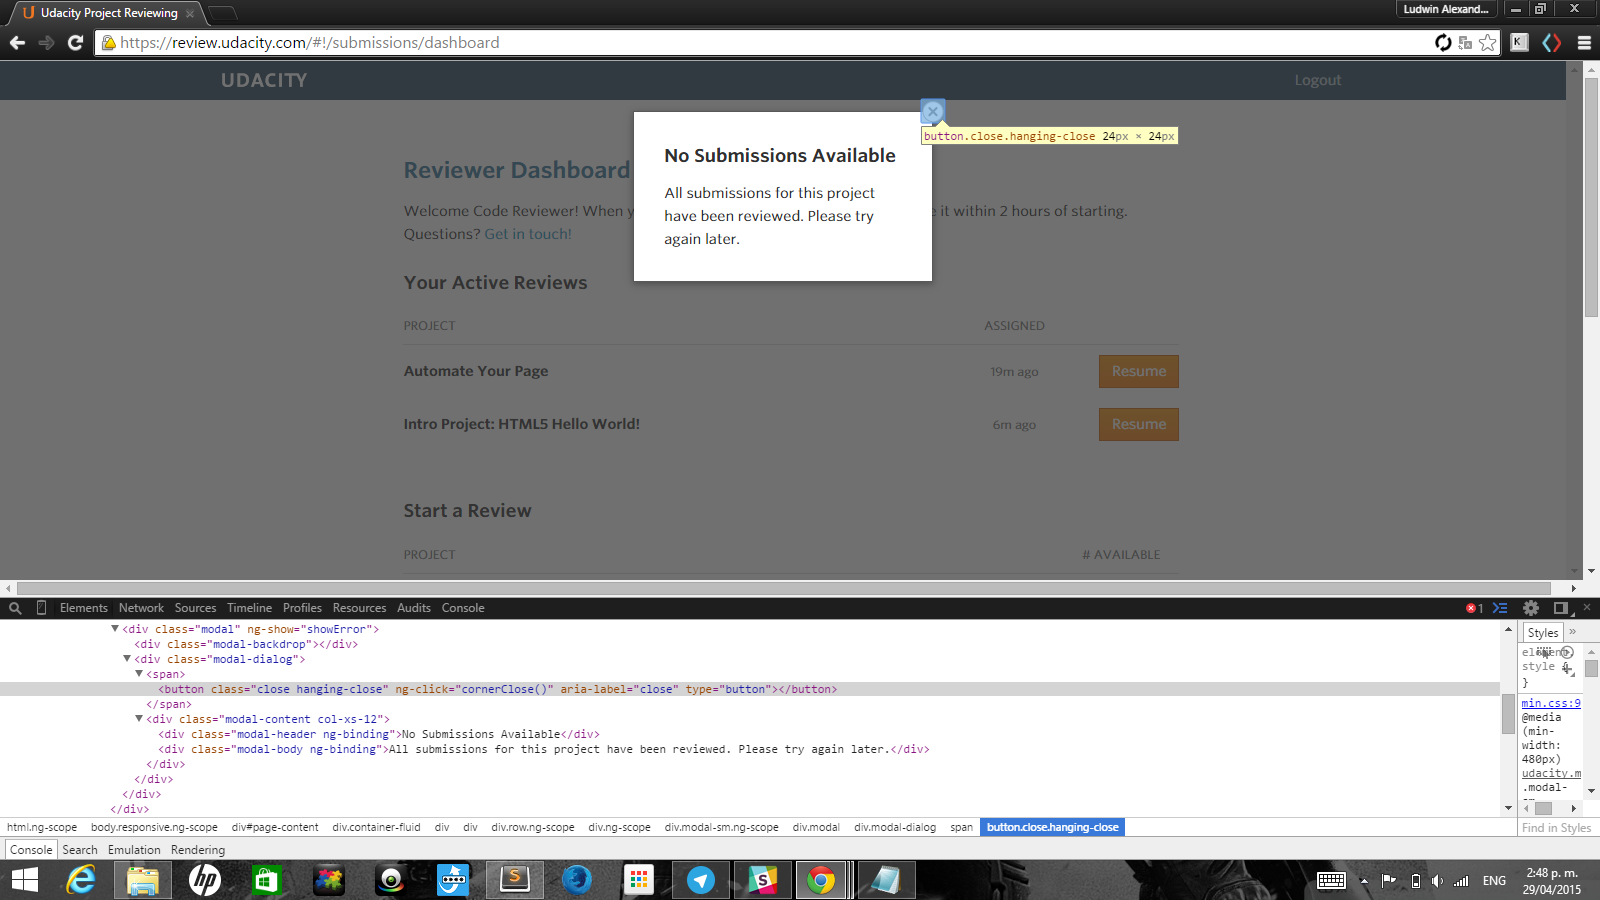 Udacity Project Reviewing
Ludwin Alexand...
https://review.udacity.com/#!/submissions/dashboard
UDACITY
Logout
button.close.hanging-close 24px × 24px
No Submissions Available
All submissions for this project
have been reviewed. Please try
again later.
Reviewer Dashboard
Welcome Code Reviewer! When y
e it within 2 hours of starting.
Questions? Get in touch!
Your Active Reviews
PROJECT ASSIGNED
Automate Your Page 19m ago Resume
Intro Project: HTML5 Hello World! 6m ago Resume
Start a Review
PROJECT # AVAILABLE
Elements Network Sources Timeline Profiles Resources Audits Console
1
<div class="modal" ng-show="showError">
<div class="modal-backdrop"></div>
<div class="modal-dialog">
<span>
<button class="close hanging-close" ng-click="cornerClose()" aria-label="close" type="button"></button>
</span>
<div class="modal-content col-xs-12">
<div class="modal-header ng-binding">No Submissions Available</div>
<div class="modal-body ng-binding">All submissions for this project have been reviewed. Please try again later.</div>
</div>
</div>
</div>
</div>
Styles »
style {
}
min.css:9
@media
(min-
width:
480px)
udacity.m
.modal-
html.ng-scope body.responsive.ng-scope div#page-content div.container-fluid div div div.row.ng-scope div.ng-scope div.modal-sm.ng-scope div.modal div.modal-dialog span button.close.hanging-close
Find in Styles
Console Search Emulation Rendering
ENG
2:48 p. m.
29/04/2015